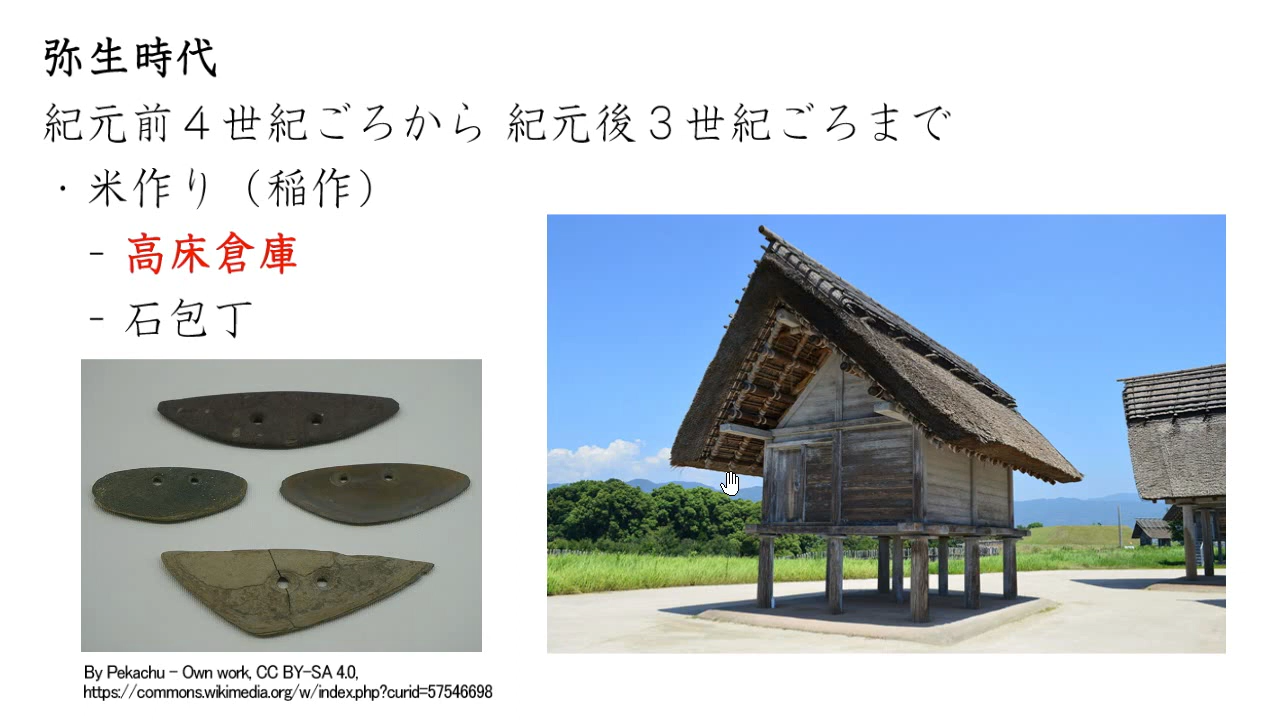 弥生時代
紀元前４世紀ごろから 紀元後３世紀ごろまで
・米作り（稲作）
- 高床倉庫
- 石包丁
By Pekachu - Own work, CC BY-SA 4.0,
https://commons.wikimedia.org/w/index.php?curid=57546698